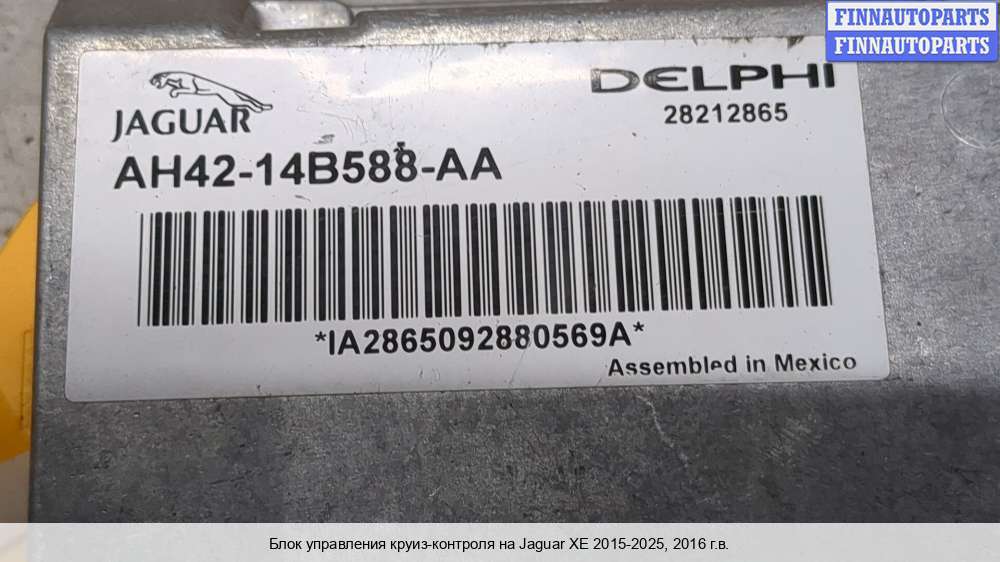 FINNAUTOPARTS
FINNAUTOPARTS
JAGUAR
DELPHI
28212865
AH42-14B588-AA
*IA2865092880569A*
Assembled in Mexico
Блок управления круиз-контроля на Jaguar XE 2015-2025, 2016 г.в.